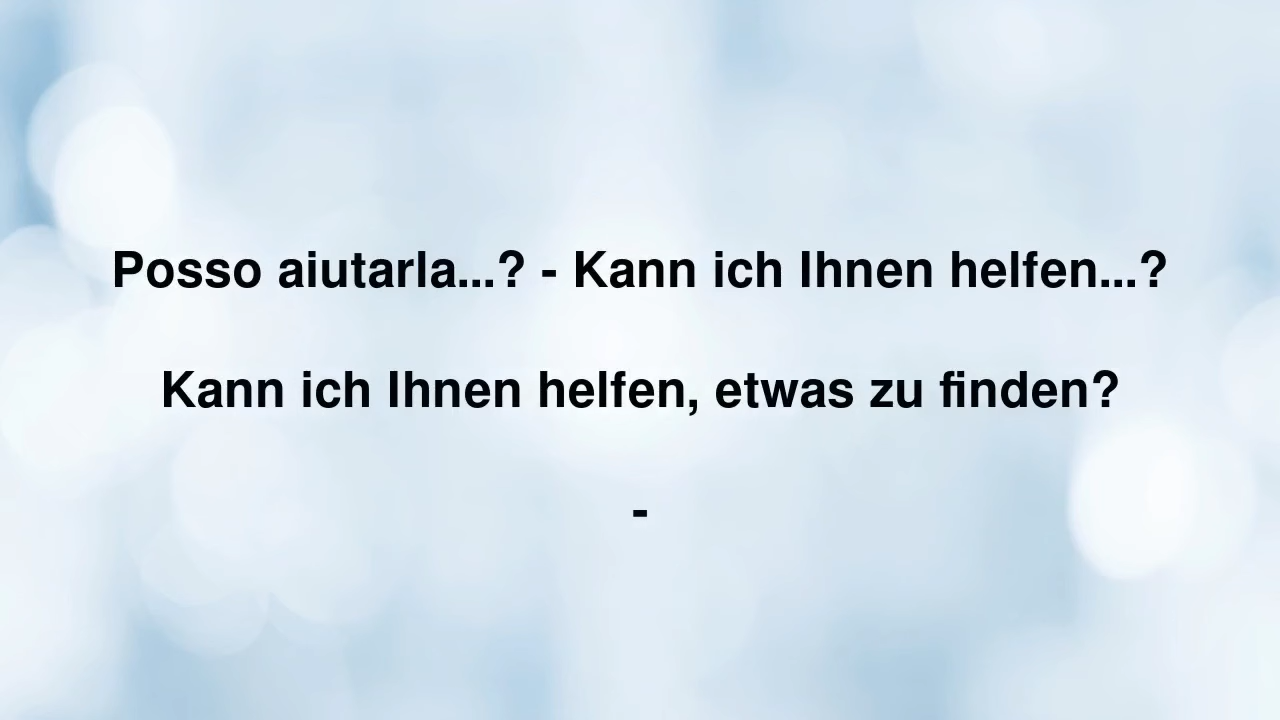 Posso aiutarla...? - Kann ich Ihnen helfen...?
Kann ich Ihnen helfen, etwas zu finden?
-